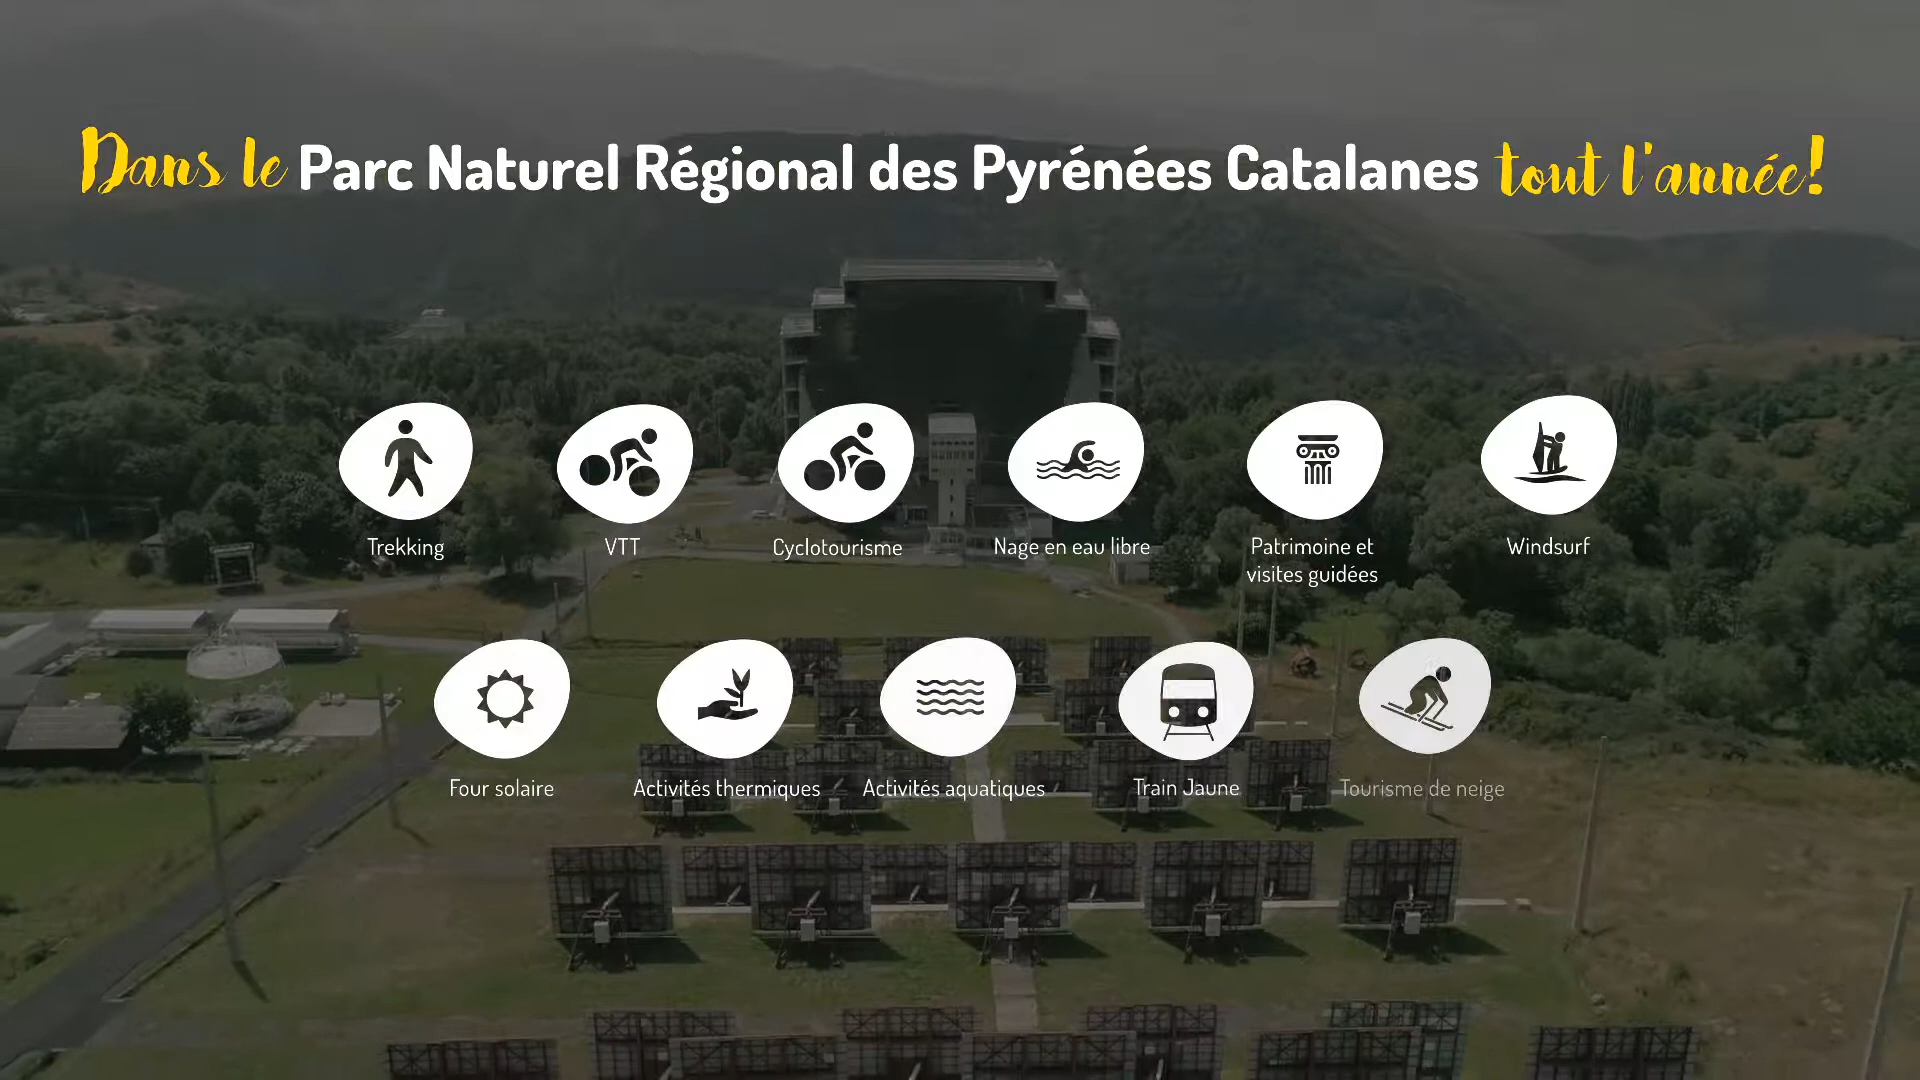 Dans le Parc Naturel Régional des Pyrénées Catalanes tout l'année!
Trekking
VTT
Cyclotourisme
Nage en eau libre
Patrimoine et
visites guidées
Windsurf
Four solaire
Activités thermiques
Activités aquatiques
Train Jaune
Tourisme de neige